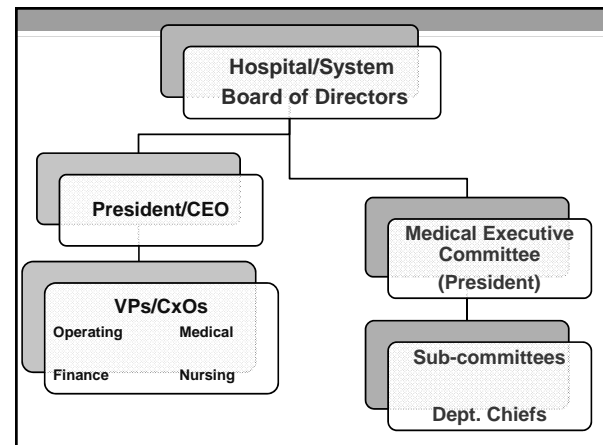 Hospital/System
Board of Directors
President/CEO
Medical Executive
Committee
(President)
VPs/CxOs
Operating Medical
Finance Nursing
Sub-committees
Dept. Chiefs